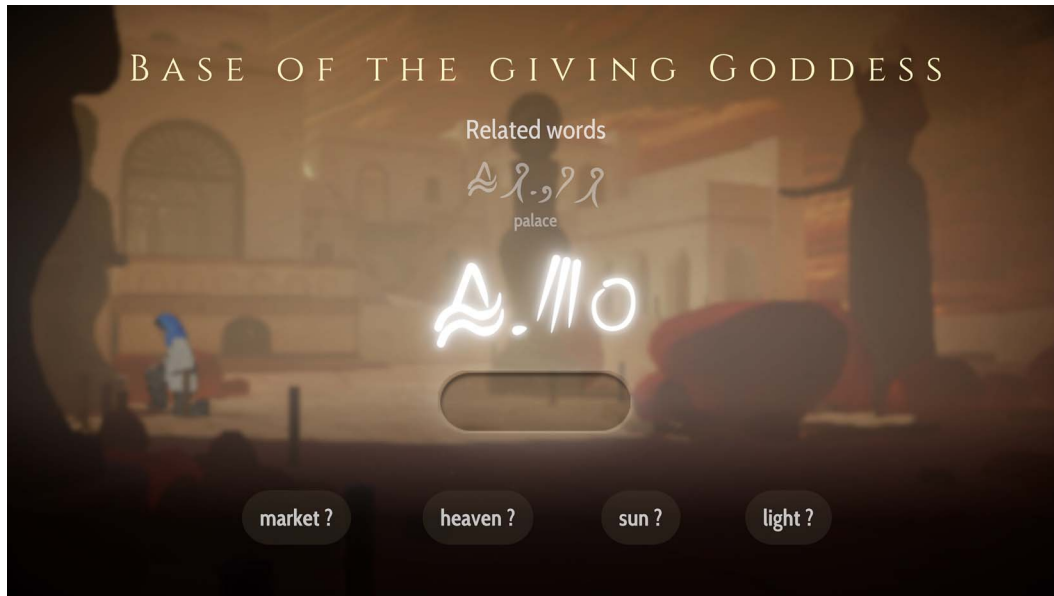 Base of the giving Goddess
Related words
palace
market ?
heaven ?
sun ?
light ?